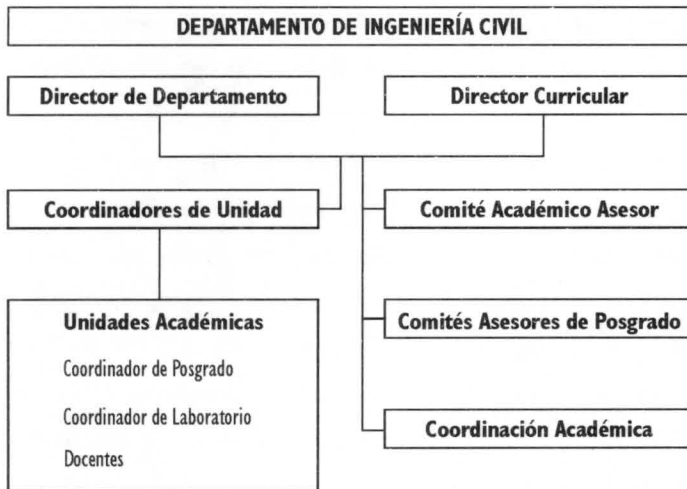 DEPARTAMENTO DE INGENIERÍA CIVIL
Director de Departamento
Director Curricular
Coordinadores de Unidad
Comité Académico Asesor
Unidades Académicas
Coordinador de Posgrado
Coordinador de Laboratorio
Docentes
Comités Asesores de Posgrado
Coordinación Académica